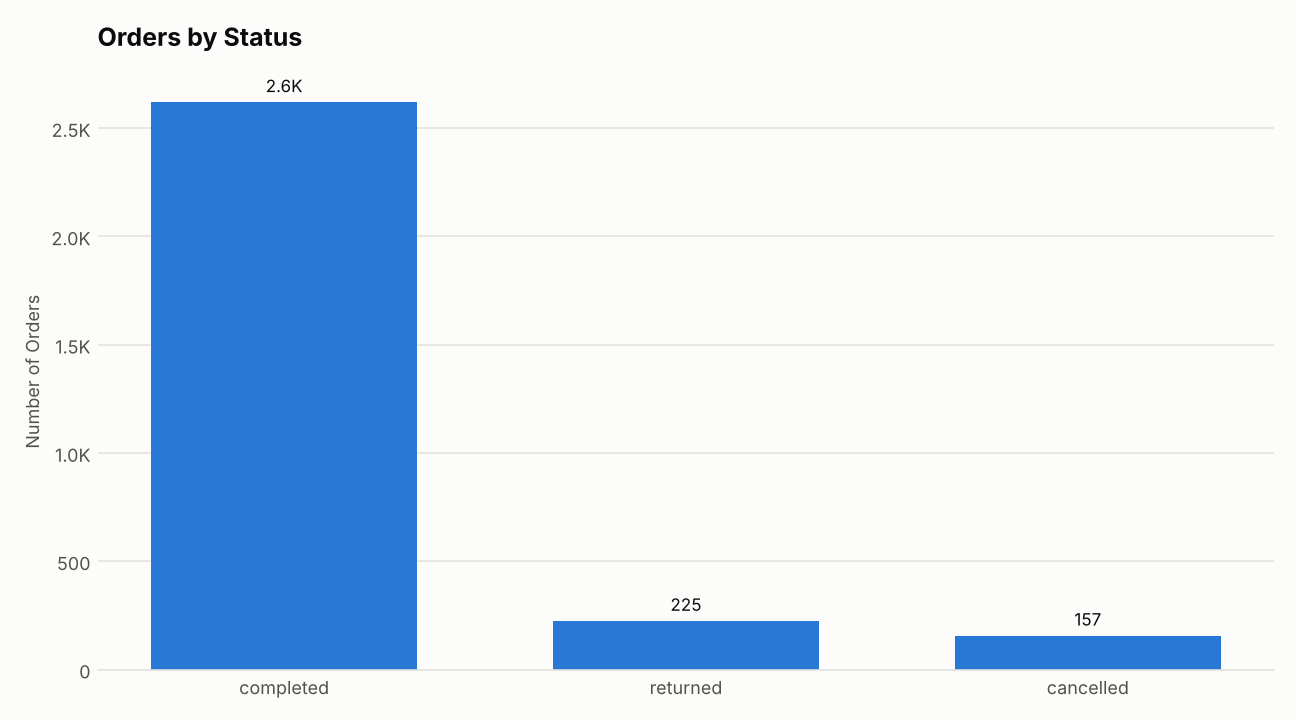 Orders by Status
2.6K
2.5K
2.0K
1.5K
1.0K
500
0
Number of Orders
225
157
completed
returned
cancelled